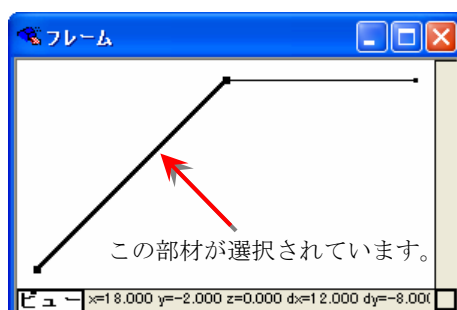 フレーム
この部材が選択されています。
ビュー x=18.000 y=-2.000 z=0.000 dx=12.000 dy=-8.00(